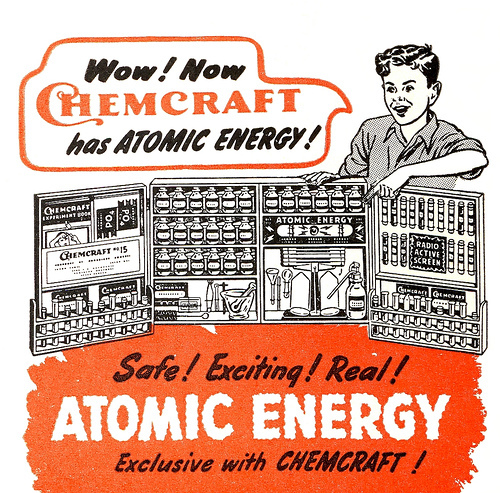 Wow! Now
CHEMCRAFT
has ATOMIC ENERGY!
CHEMCRAFT
EXPERIMENT BOOK
CHEMCRAFT No 15
CHEMCRAFT
CHEMCRAFT
CHEMCRAFT
ATOMIC ENERGY
RADIO
ACTIVE
SCREEN
CHEMCRAFT
CHEMCRAFT
Safe! Exciting! Real!
ATOMIC ENERGY
Exclusive with CHEMCRAFT!